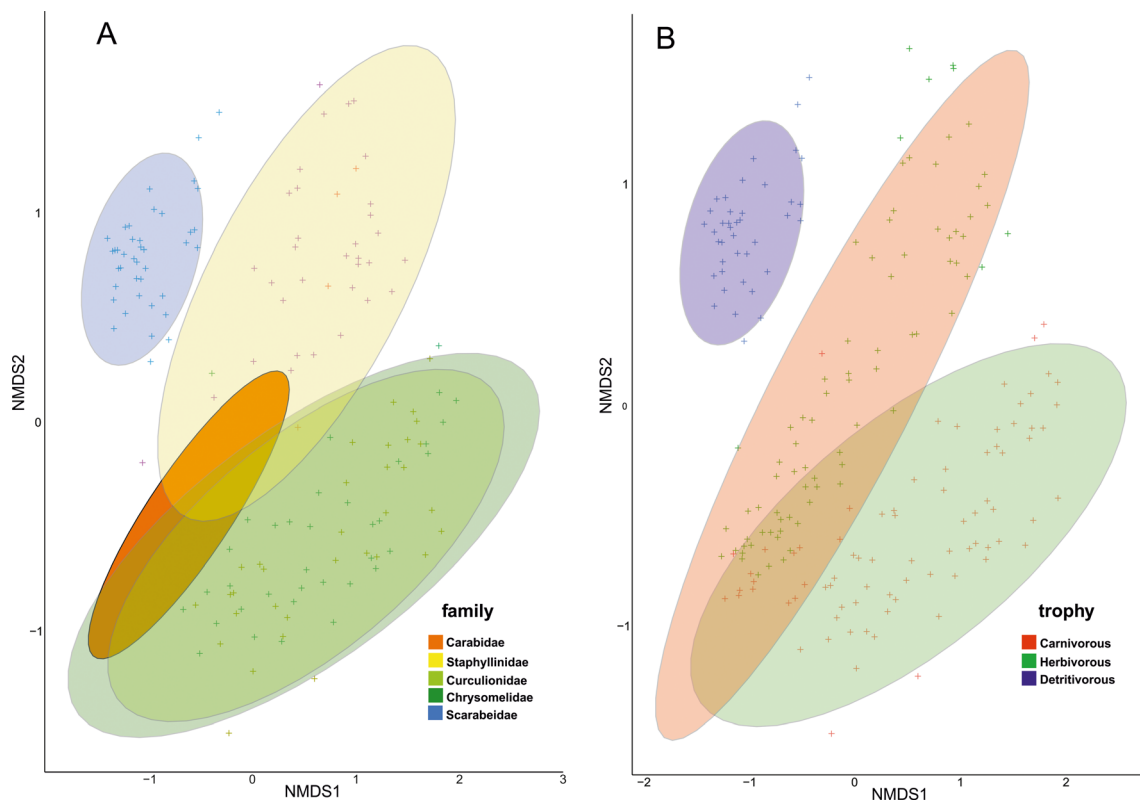 A
NMDS2
1
0
−1
−1
0
1
2
3
NMDS1
family
Carabidae
Staphyllinidae
Curculionidae
Chrysomelidae
Scarabeidae
B
NMDS2
1
0
−1
−2
−1
0
1
2
NMDS1
trophy
Carnivorous
Herbivorous
Detritivorous